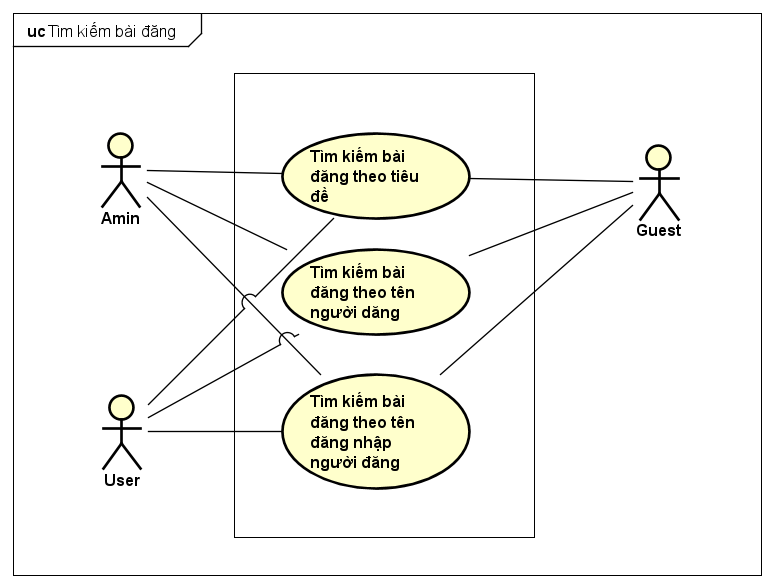 uc Tìm kiếm bài đăng
Tìm kiếm bài
đăng theo tiêu
đề
Amin
Guest
Tìm kiếm bài
đăng theo tên
người dăng
Tìm kiếm bài
đăng theo tên
đăng nhập
người đăng
User